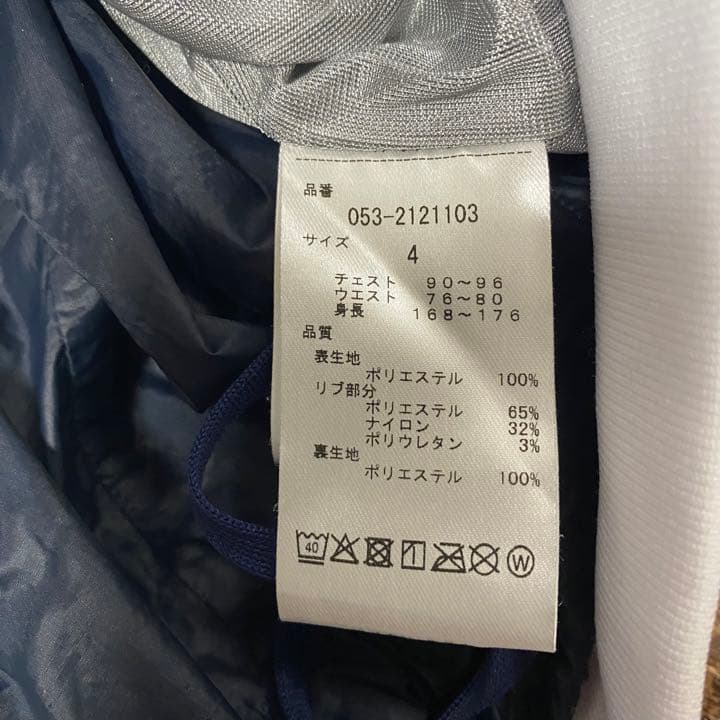 品番
053-2121103
サイズ
4
チェスト 90～96
ウエスト 76～80
身長 168～176
品質
表生地
ポリエステル 100%
リブ部分
ポリエステル 65%
ナイロン 32%
ポリウレタン 3%
裏生地
ポリエステル 100%
40
W